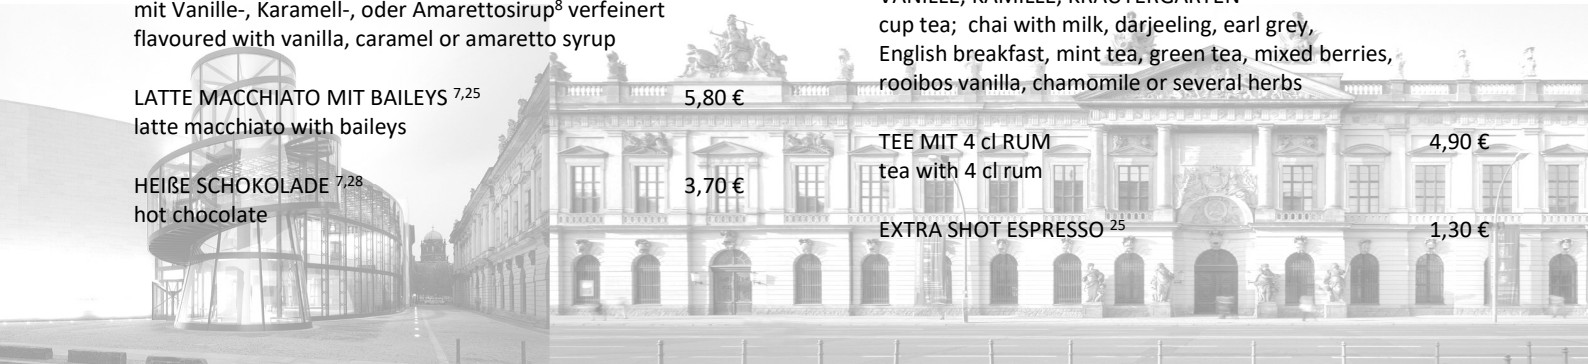 mit Vanille-, Karamell-, oder Amarettosirup⁸ verfeinert
flavoured with vanilla, caramel or amaretto syrup
LATTE MACCHIATO MIT BAILEYS ⁷,²⁵ 5,80 €
latte macchiato with baileys
HEIßE SCHOKOLADE ⁷,²⁸ 3,70 €
hot chocolate
VANILLE, KAMILLE, KRÄUTERGARTEN
cup tea; chai with milk, darjeeling, earl grey,
English breakfast, mint tea, green tea, mixed berries,
rooibos vanilla, chamomile or several herbs
TEE MIT 4 cl RUM 4,90 €
tea with 4 cl rum
EXTRA SHOT ESPRESSO ²⁵ 1,30 €